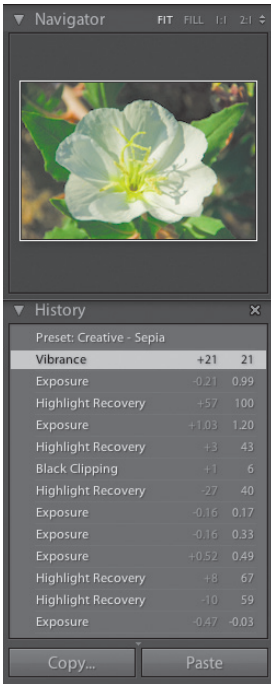 Navigator FIT FILL 1:1 2:1
History
Preset: Creative - Sepia
Vibrance +21 21
Exposure -0.21 0.99
Highlight Recovery +57 100
Exposure +1.03 1.20
Highlight Recovery +3 43
Black Clipping +1 6
Highlight Recovery -27 40
Exposure -0.16 0.17
Exposure -0.16 0.33
Exposure +0.52 0.49
Highlight Recovery +8 67
Highlight Recovery -10 59
Exposure -0.47 -0.03
Copy... Paste